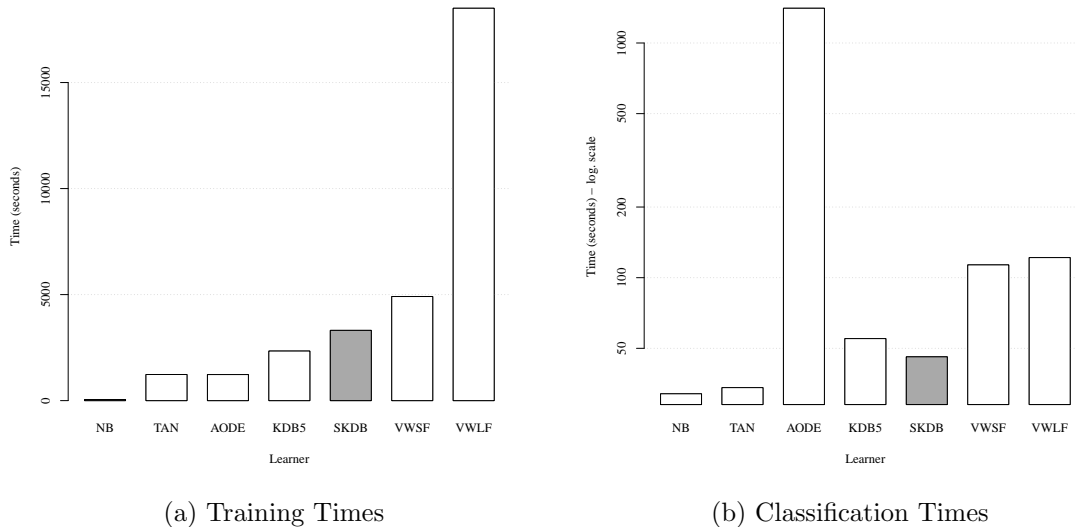 Time (seconds)
15000
10000
5000
0
NB TAN AODE KDB5 SKDB VWSF VWLF
Learner
(a) Training Times
Time (seconds) − log. scale
1000
500
200
100
50
NB TAN AODE KDB5 SKDB VWSF VWLF
Learner
(b) Classification Times